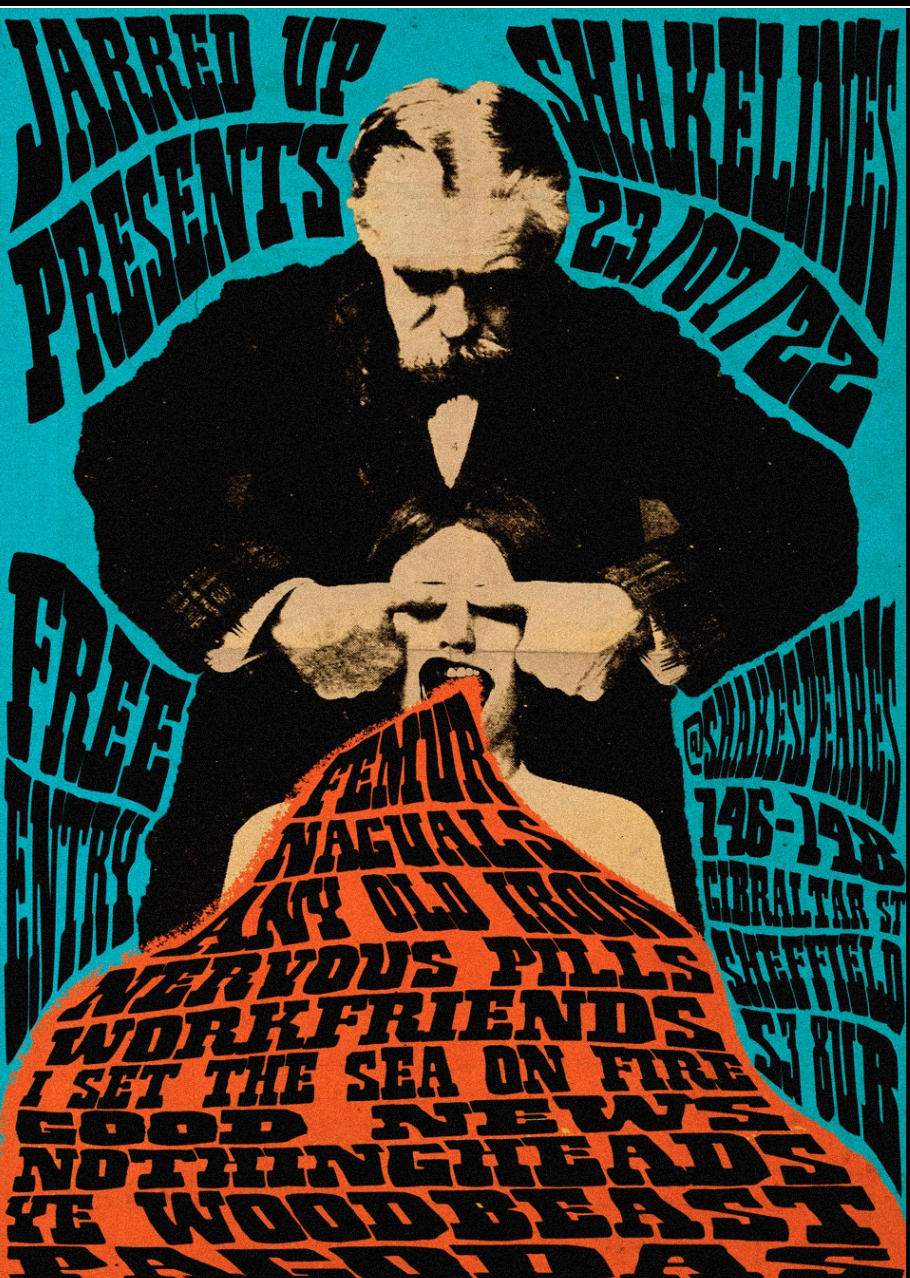 JARRED UP
PRESENTS
SHAKELINES
23/07/22
FREE
ENTRY
@SHAKESPEARES
146-148
GIBRALTAR ST
SHEFFIELD
S3 8UB
FEMUR
NAGUALS
ANY OLD IRON
NERVOUS PILLS
WORKFRIENDS
I SET THE SEA ON FIRE
GOOD NEWS
NOTHINGHEADS
YE WOODBEAST
PAGODAS